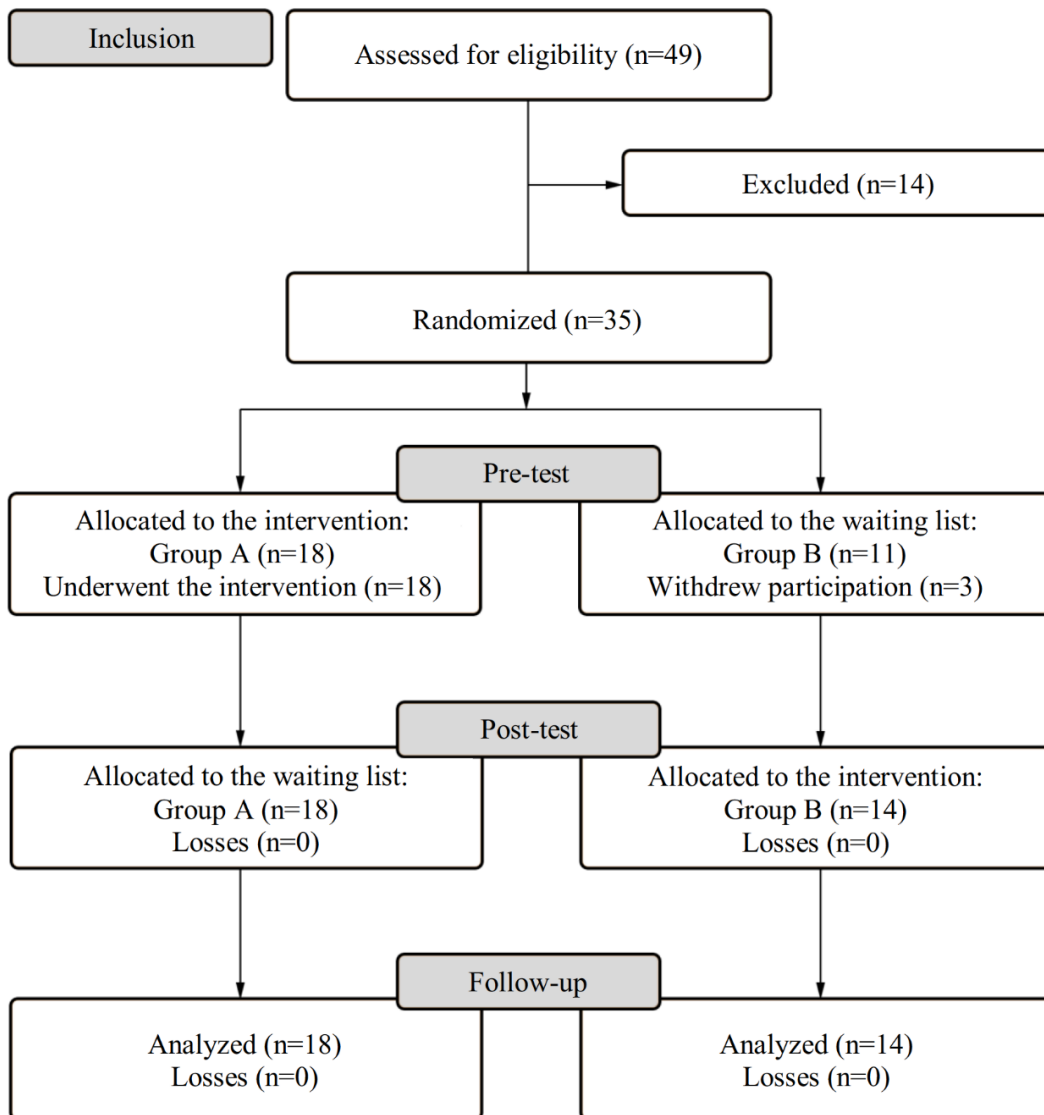 Inclusion
Assessed for eligibility (n=49)
Excluded (n=14)
Randomized (n=35)
Pre-test
Allocated to the intervention:
Group A (n=18)
Underwent the intervention (n=18)
Allocated to the waiting list:
Group B (n=11)
Withdrew participation (n=3)
Post-test
Allocated to the waiting list:
Group A (n=18)
Losses (n=0)
Allocated to the intervention:
Group B (n=14)
Losses (n=0)
Follow-up
Analyzed (n=18)
Losses (n=0)
Analyzed (n=14)
Losses (n=0)